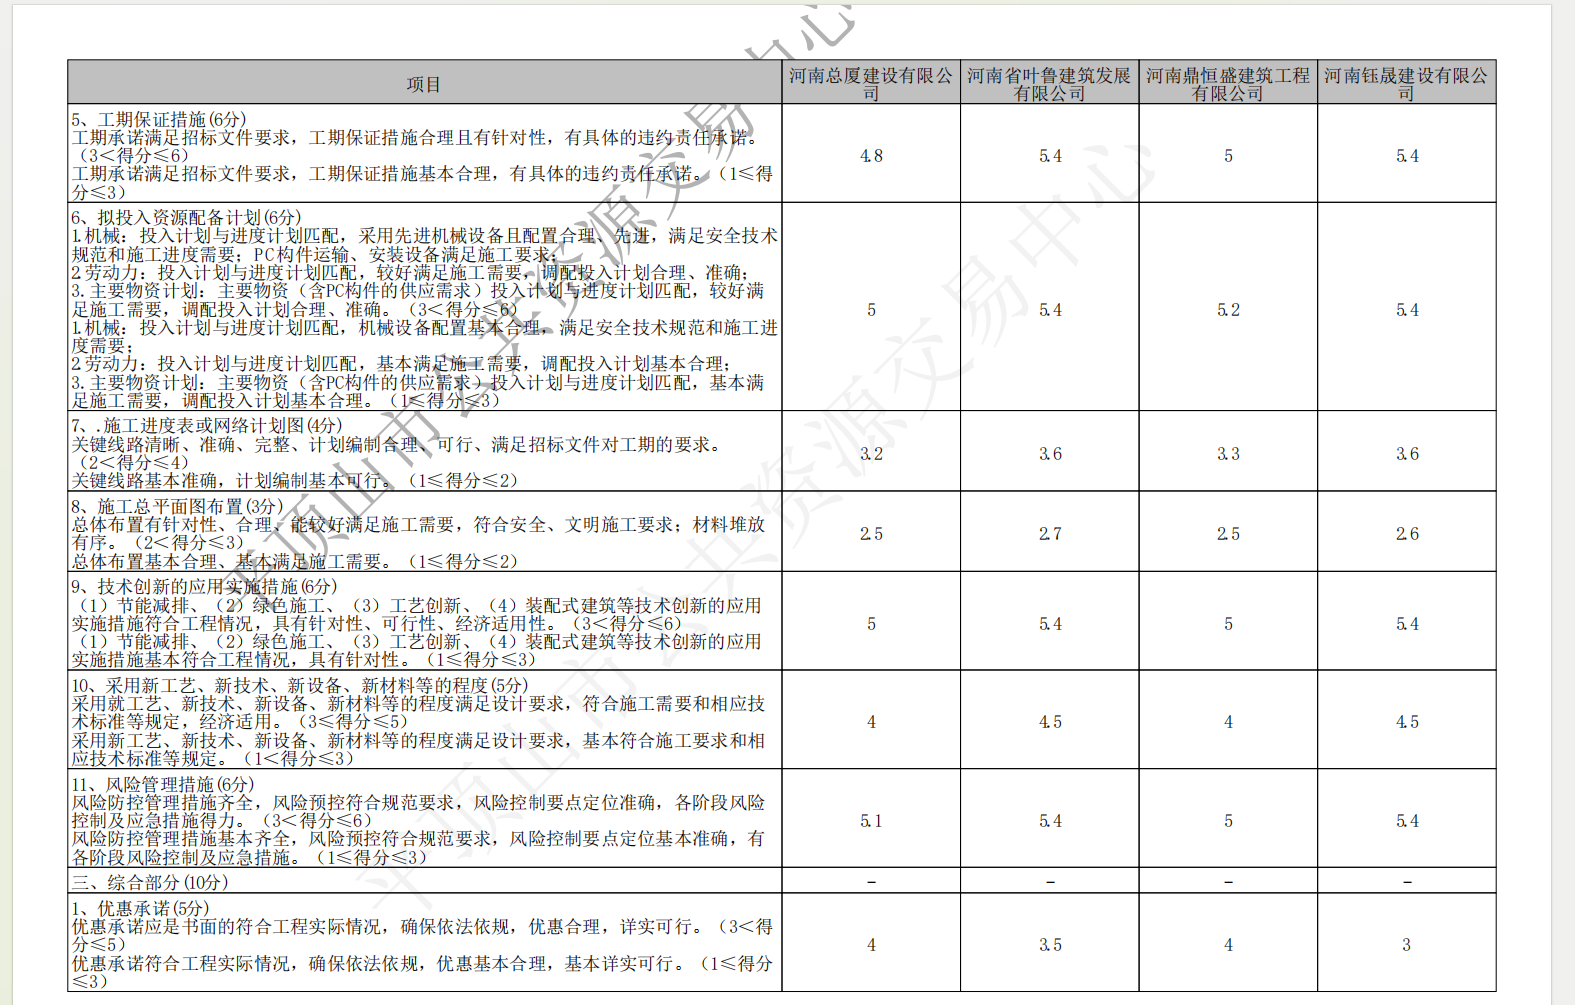 项目
河南总厦建设有限公
司
河南省叶鲁建筑发展
有限公司
河南鼎恒盛建筑工程
有限公司
河南钰晟建设有限公
司
5、工期保证措施(6分)
工期承诺满足招标文件要求，工期保证措施合理且有针对性，有具体的违约责任承诺。
（3＜得分≤6）
工期承诺满足招标文件要求，工期保证措施基本合理，有具体的违约责任承诺。（1≤得
分≤3）
4.8
5.4
5
5.4
6、拟投入资源配备计划(6分)
1.机械：投入计划与进度计划匹配，采用先进机械设备且配置合理、先进，满足安全技术
规范和施工进度需要；PC构件运输、安装设备满足施工要求；
2劳动力：投入计划与进度计划匹配，较好满足施工需要，调配投入计划合理、准确；
3.主要物资计划：主要物资（含PC构件的供应需求）投入计划与进度计划匹配，较好满
足施工需要，调配投入计划合理、准确。（3＜得分≤6）
1.机械：投入计划与进度计划匹配，机械设备配置基本合理，满足安全技术规范和施工进
度需要；
2劳动力：投入计划与进度计划匹配，基本满足施工需要，调配投入计划基本合理；
3.主要物资计划：主要物资（含PC构件的供应需求）投入计划与进度计划匹配，基本满
足施工需要，调配投入计划基本合理。（1≤得分≤3）
5
5.4
5.2
5.4
7、.施工进度表或网络计划图(4分)
关键线路清晰、准确、完整、计划编制合理、可行、满足招标文件对工期的要求。
（2＜得分≤4）
关键线路基本准确，计划编制基本可行。（1≤得分≤2）
3.2
3.6
3.3
3.6
8、施工总平面图布置(3分)
总体布置有针对性、合理、能较好满足施工需要，符合安全、文明施工要求；材料堆放
有序。（2＜得分≤3）
总体布置基本合理、基本满足施工需要。（1≤得分≤2）
2.5
2.7
2.5
2.6
9、技术创新的应用实施措施(6分)
（1）节能减排、（2）绿色施工、（3）工艺创新、（4）装配式建筑等技术创新的应用
实施措施符合工程情况，具有针对性、可行性、经济适用性。（3＜得分≤6）
（1）节能减排、（2）绿色施工、（3）工艺创新、（4）装配式建筑等技术创新的应用
实施措施基本符合工程情况，具有针对性。（1≤得分≤3）
5
5.4
5
5.4
10、采用新工艺、新技术、新设备、新材料等的程度(5分)
采用就工艺、新技术、新设备、新材料等的程度满足设计要求，符合施工需要和相应技
术标准等规定，经济适用。（3≤得分≤5）
采用新工艺、新技术、新设备、新材料等的程度满足设计要求，基本符合施工要求和相
应技术标准等规定。（1＜得分≤3）
4
4.5
4
4.5
11、风险管理措施(6分)
风险防控管理措施齐全，风险预控符合规范要求，风险控制要点定位准确，各阶段风险
控制及应急措施得力。（3＜得分≤6）
风险防控管理措施基本齐全，风险预控符合规范要求，风险控制要点定位基本准确，有
各阶段风险控制及应急措施。（1≤得分≤3）
5.1
5.4
5
5.4
三、综合部分(10分)
–
–
–
–
1、优惠承诺(5分)
优惠承诺应是书面的符合工程实际情况，确保依法依规，优惠合理，详实可行。（3＜得
分≤5）
优惠承诺符合工程实际情况，确保依法依规，优惠基本合理，基本详实可行。（1≤得分
≤3）
4
3.5
4
3
平顶山市公共资源交易中心
平顶山市公共资源交易中心